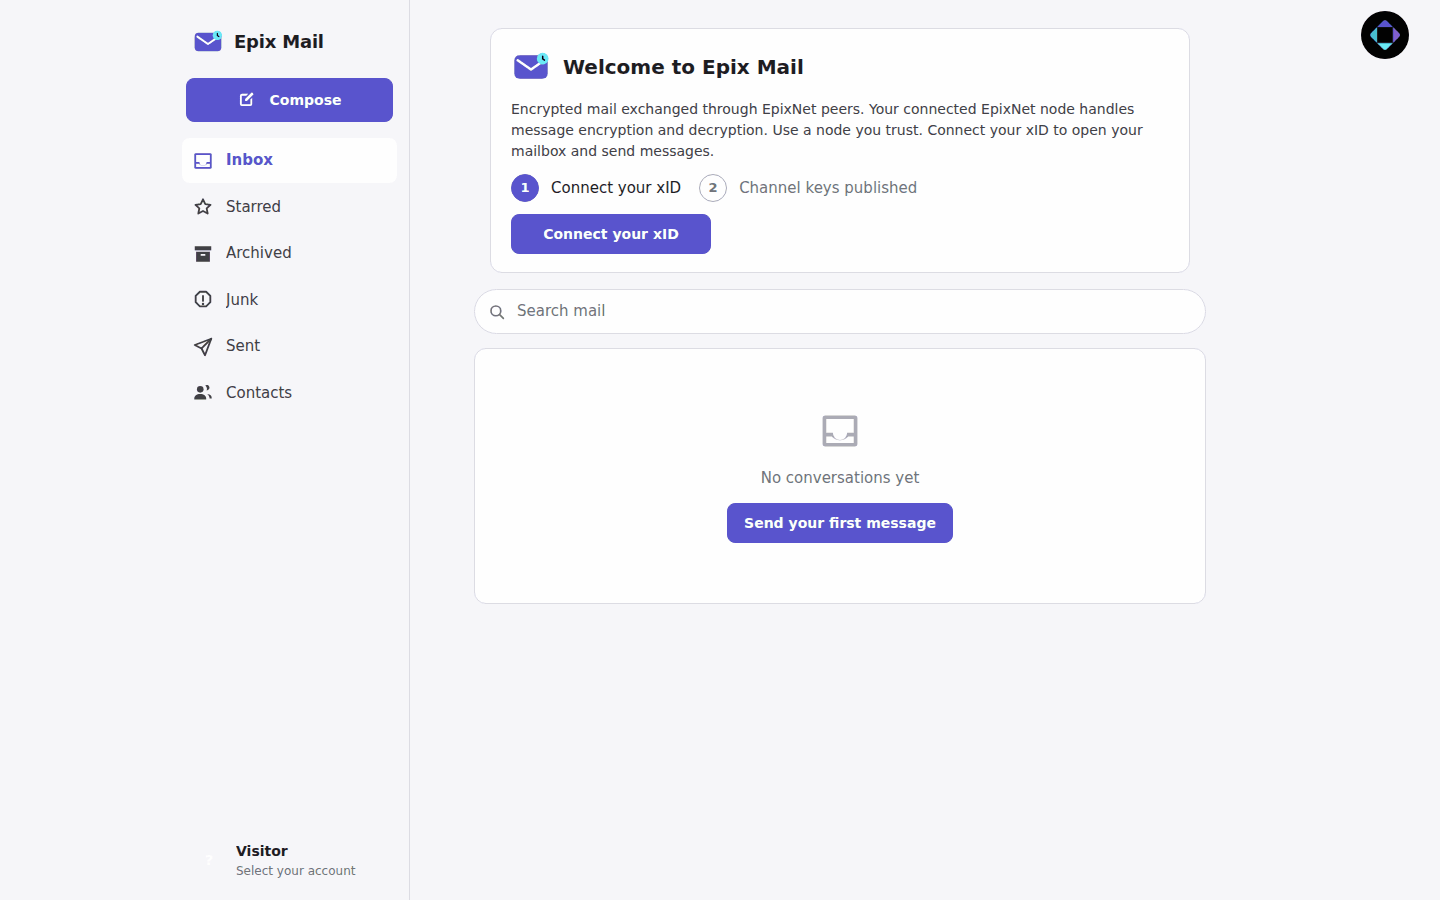 Epix Mail
Compose
Inbox
Starred
Archived
Junk
Sent
Contacts
Visitor
Select your account
Welcome to Epix Mail
Encrypted mail exchanged through EpixNet peers. Your connected EpixNet node handles
message encryption and decryption. Use a node you trust. Connect your xID to open your
mailbox and send messages.
1 Connect your xID 2 Channel keys published
Connect your xID
Search mail
No conversations yet
Send your first message